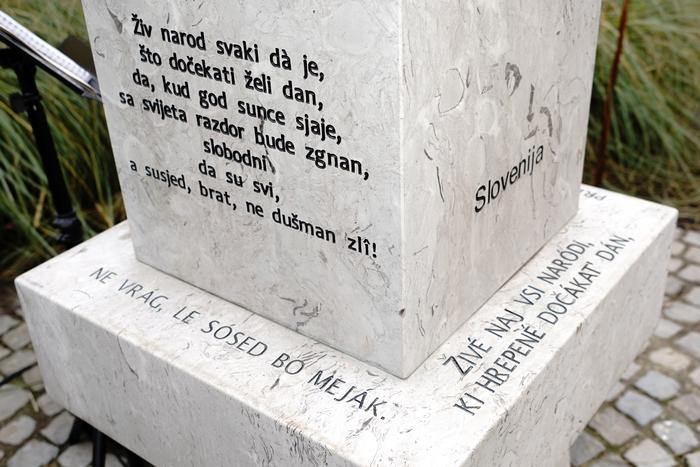 Živ narod svaki dà je,
što dočekati želi dan,
da, kud god sunce sjaje,
sa svijeta razdor bude zgnan,
slobodni
da su svi,
a susjed, brat, ne dušman zlî!
Slovenija
NE VRAG, LE SOSED BO MEJAK.
ŽIVÉ NAJ VSI NARÓDI,
KI HREPENÉ DOČÁKAT' DAN,